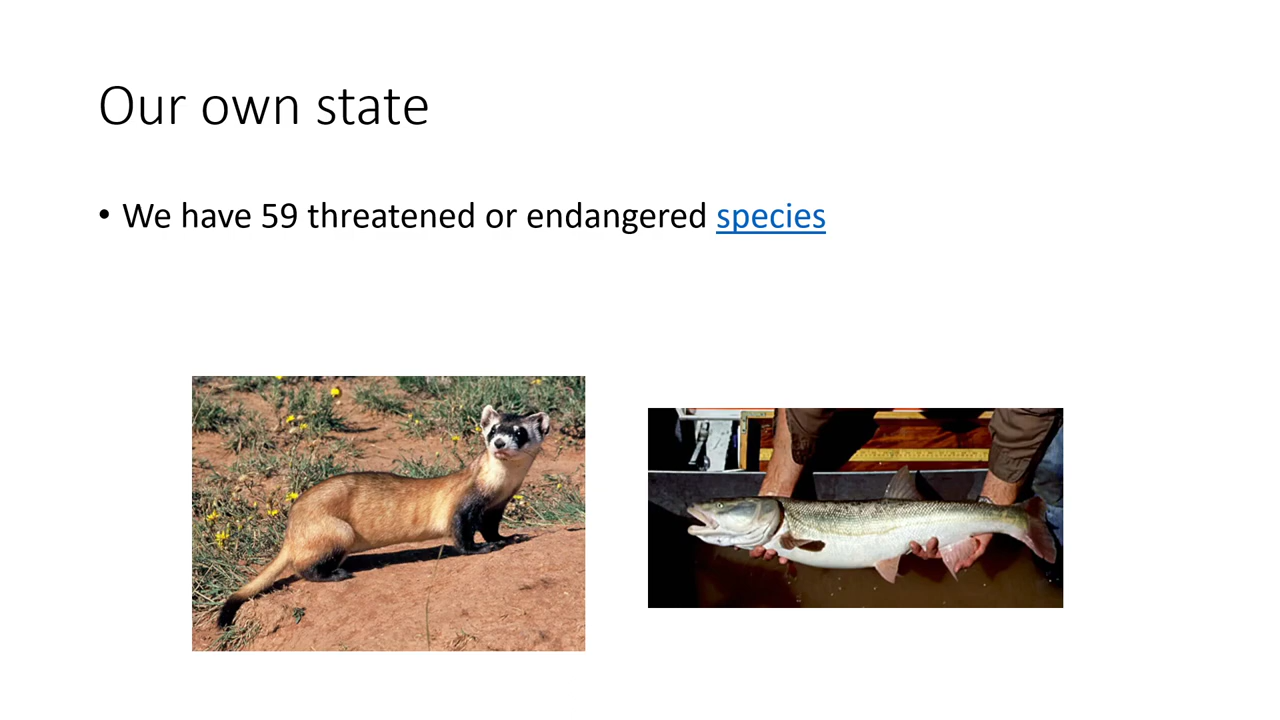 Our own state
• We have 59 threatened or endangered species